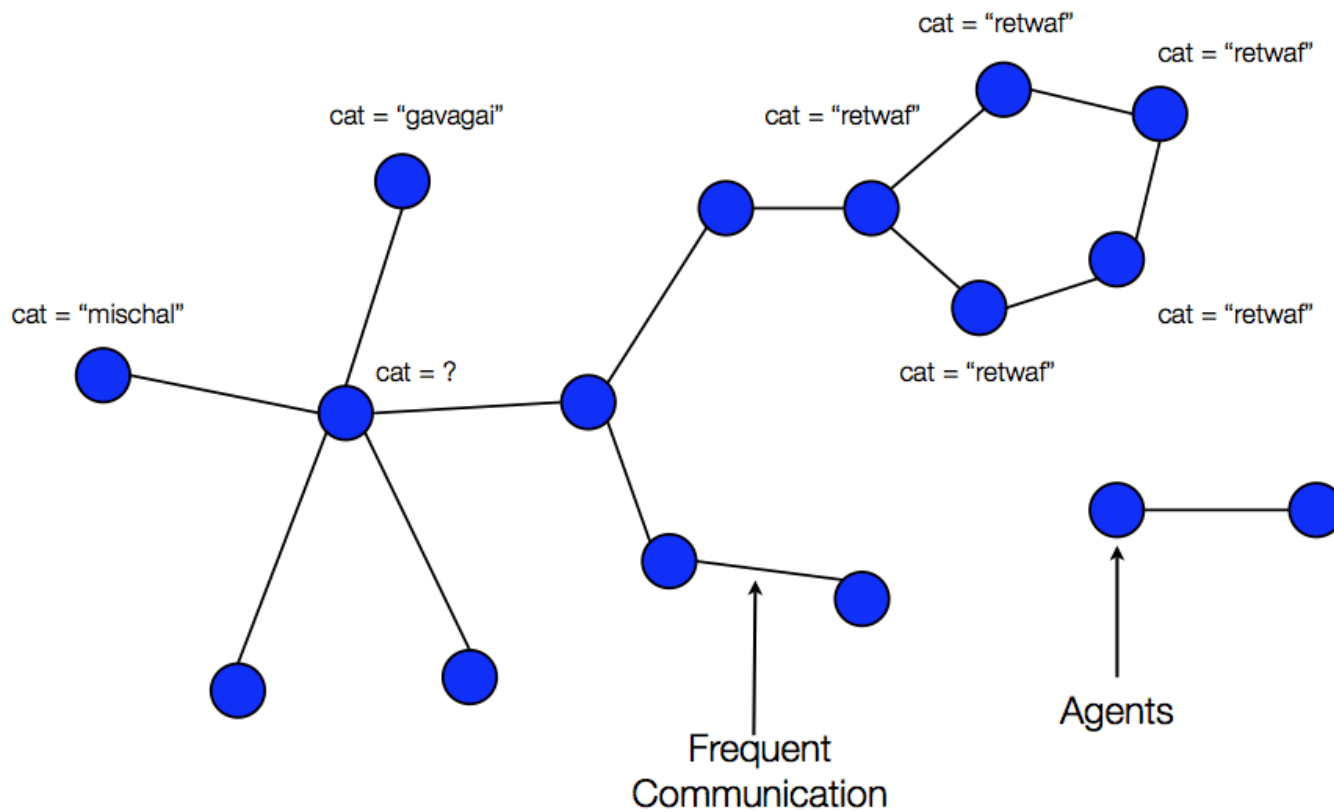 cat = “retwaf”
cat = “retwaf”
cat = “gavagai”
cat = “retwaf”
cat = “mischal”
cat = “retwaf”
cat = ?
cat = “retwaf”
Agents
Frequent
Communication